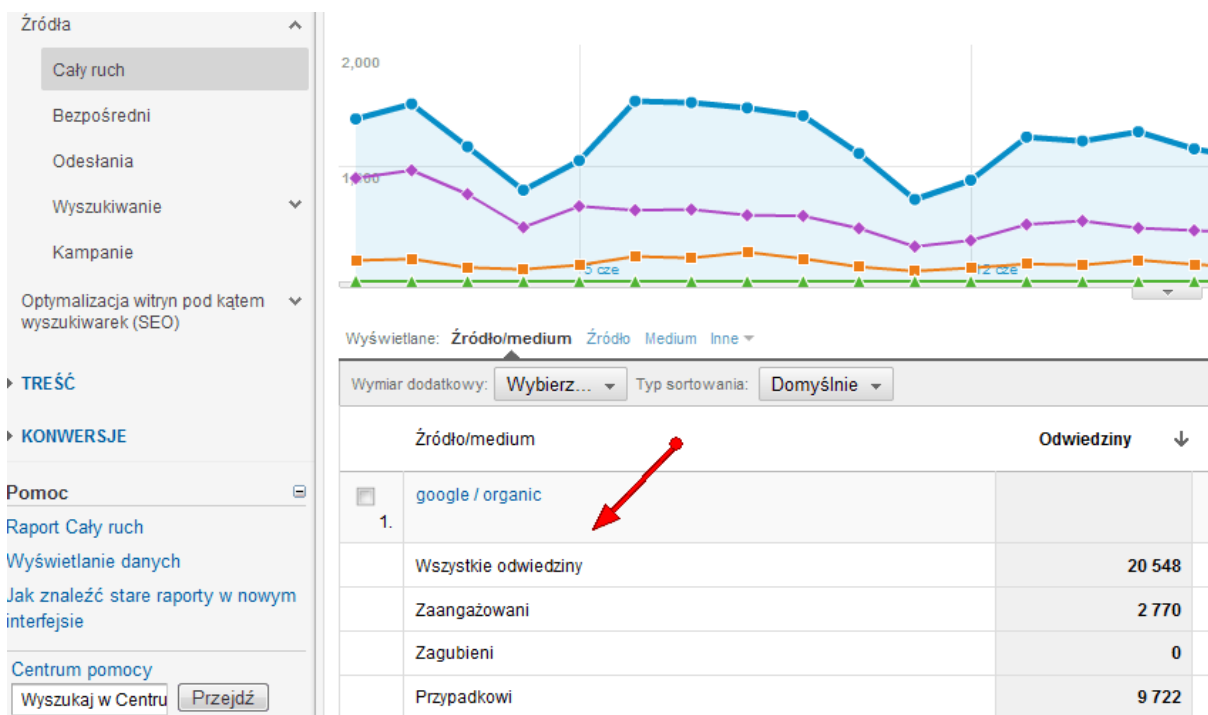 Źródła
Cały ruch
Bezpośredni
Odesłania
Wyszukiwanie
Kampanie
Optymalizacja witryn pod kątem
wyszukiwarek (SEO)
TREŚĆ
KONWERSJE
Pomoc
Raport Cały ruch
Wyświetlanie danych
Jak znaleźć stare raporty w nowym
interfejsie
Centrum pomocy
Wyszukaj w Centru Przejdź
2,000
1,000
5 cze 12 cze
Wyświetlane: Źródło/medium Źródło Medium Inne
Wymiar dodatkowy: Wybierz... Typ sortowania: Domyślnie
Źródło/medium Odwiedziny
google / organic
1.
Wszystkie odwiedziny 20 548
Zaangażowani 2 770
Zagubieni 0
Przypadkowi 9 722